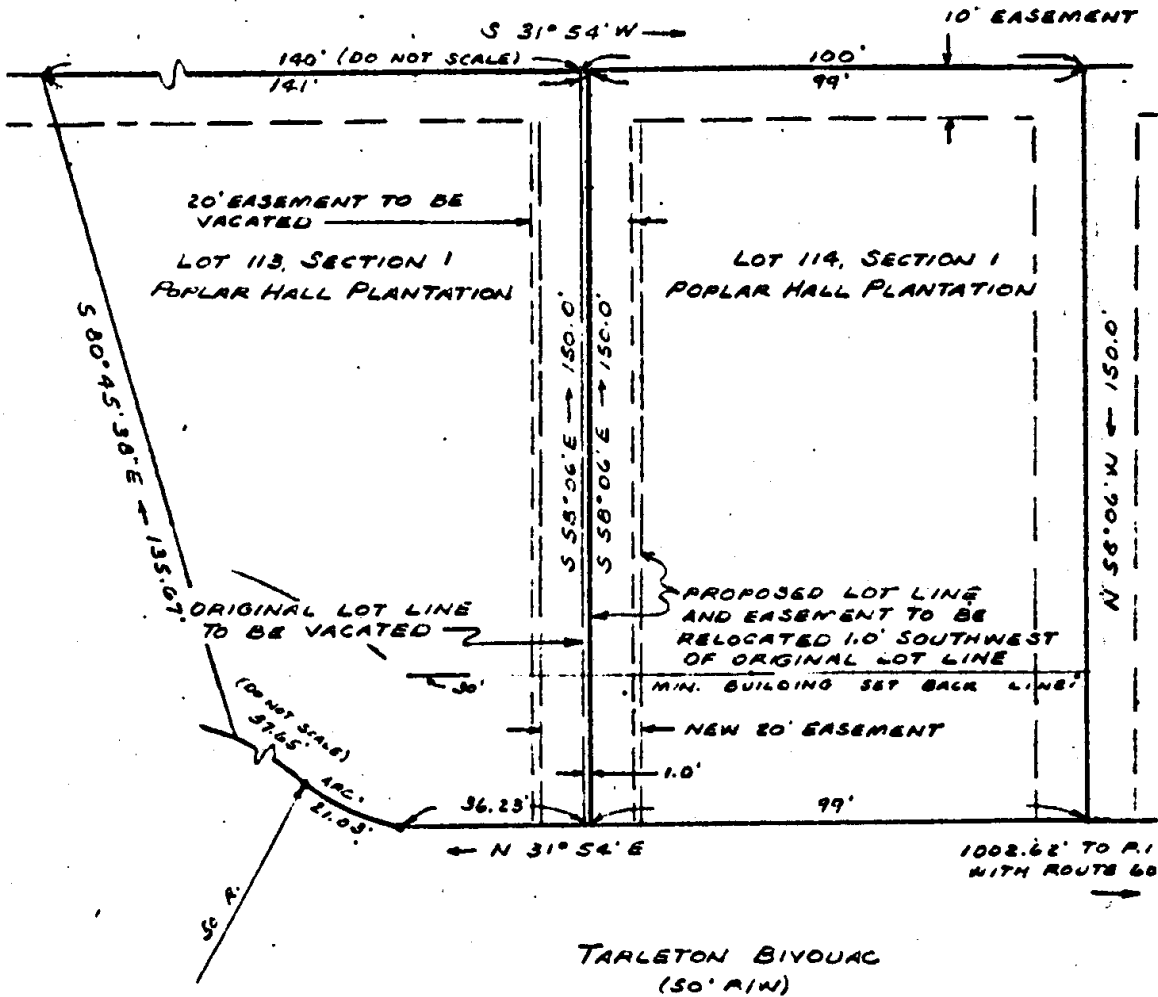 10' EASEMENT
S 31° 54' W
140' (DO NOT SCALE)
100'
141'
99'
20' EASEMENT TO BE
VACATED
LOT 113, SECTION 1
POPLAR HALL PLANTATION
LOT 114, SECTION 1
POPLAR HALL PLANTATION
S 80° 45' 38" E 135.67'
S 58° 06' E 150.0'
S 58° 06' E 150.0'
N 58° 06' W 150.0'
ORIGINAL LOT LINE
TO BE VACATED
PROPOSED LOT LINE
AND EASEMENT TO BE
RELOCATED 1.0' SOUTHWEST
OF ORIGINAL LOT LINE
30'
MIN. BUILDING SET BACK LINE
NEW 20' EASEMENT
(DO NOT SCALE)
37.65'
ARC
21.03'
1.0'
36.23'
99'
N 31° 54' E
1002.62' TO P.I
WITH ROUTE 60
50' R.
TARLETON BIVOUAC
(50' R/W)